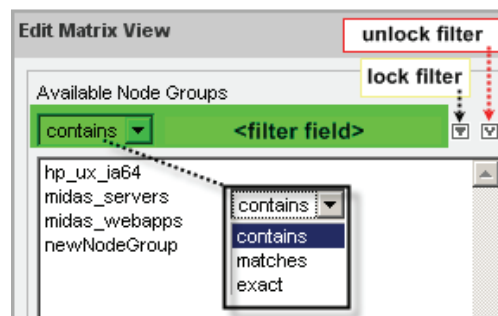 Edit Matrix View
unlock filter
lock filter
Available Node Groups
contains <filter field>
hp_ux_ia64
midas_servers
midas_webapps
newNodeGroup
contains
contains
matches
exact